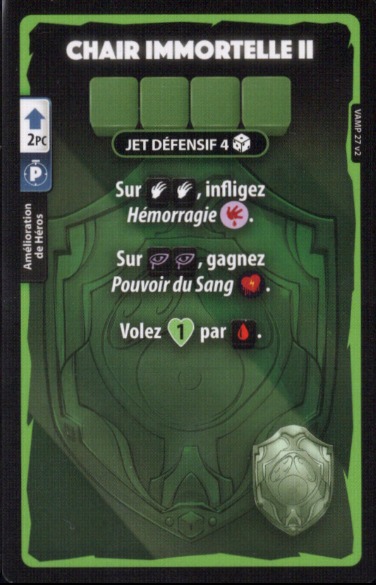 CHAIR IMMORTELLE II
JET DÉFENSIF 4
2PC
P
Amélioration
de Héros
VAMP 27 v2
Sur , infligez
Hémorragie .
Sur , gagnez
Pouvoir du Sang .
Volez 1 par .